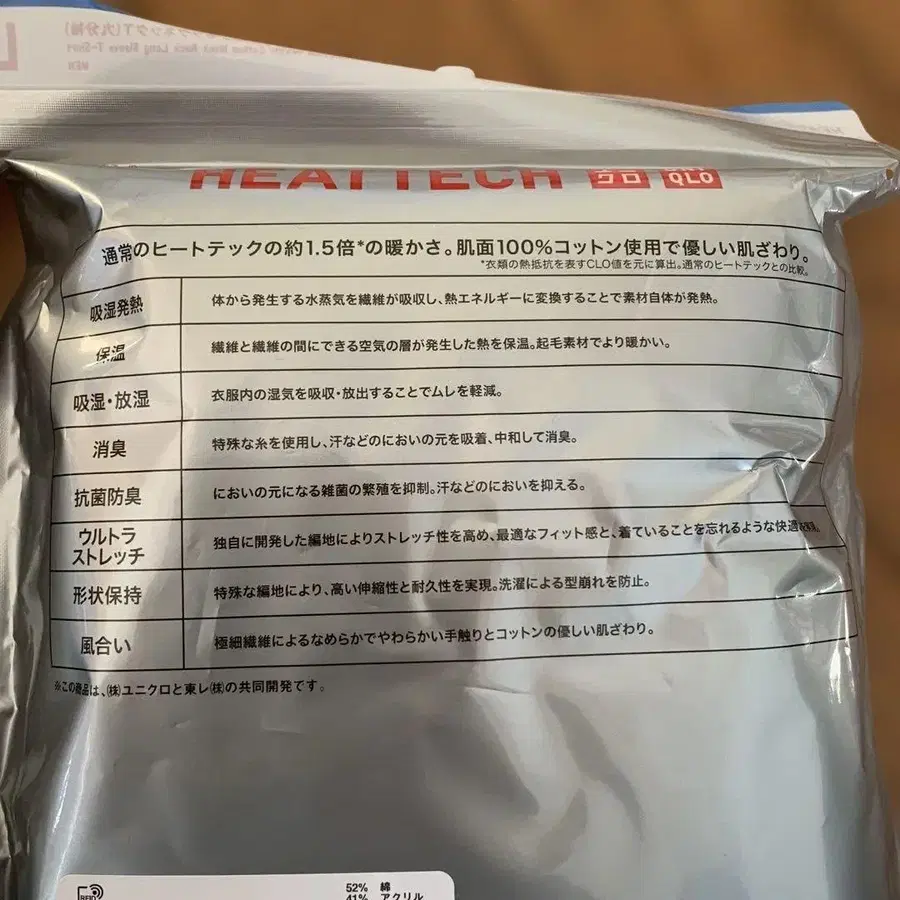 Cotton Mock Neck Long Sleeve T-Shirt
MEN
L
HEATTECH クロ QLO
通常のヒートテックの約1.5倍*の暖かさ。肌面100%コットン使用で優しい肌ざわり。
*衣類の熱抵抗を表すCLO値を元に算出。通常のヒートテックとの比較。
吸湿発熱 体から発生する水蒸気を繊維が吸収し、熱エネルギーに変換することで素材自体が発熱。
保温 繊維と繊維の間にできる空気の層が発生した熱を保温。起毛素材でより暖かい。
吸湿・放湿 衣服内の湿気を吸収・放出することでムレを軽減。
消臭 特殊な糸を使用し、汗などのにおいの元を吸着、中和して消臭。
抗菌防臭 においの元になる雑菌の繁殖を抑制。汗などのにおいを抑える。
ウルトラ
ストレッチ 独自に開発した編地によりストレッチ性を高め、最適なフィット感と、着ていることを忘れるような快適
形状保持 特殊な編地により、高い伸縮性と耐久性を実現。洗濯による型崩れを防止。
風合い 極細繊維によるなめらかでやわらかい手触りとコットンの優しい肌ざわり。
※この商品は、㈱ユニクロと東レ㈱の共同開発です。
RFID
52% 綿
41% アクリル